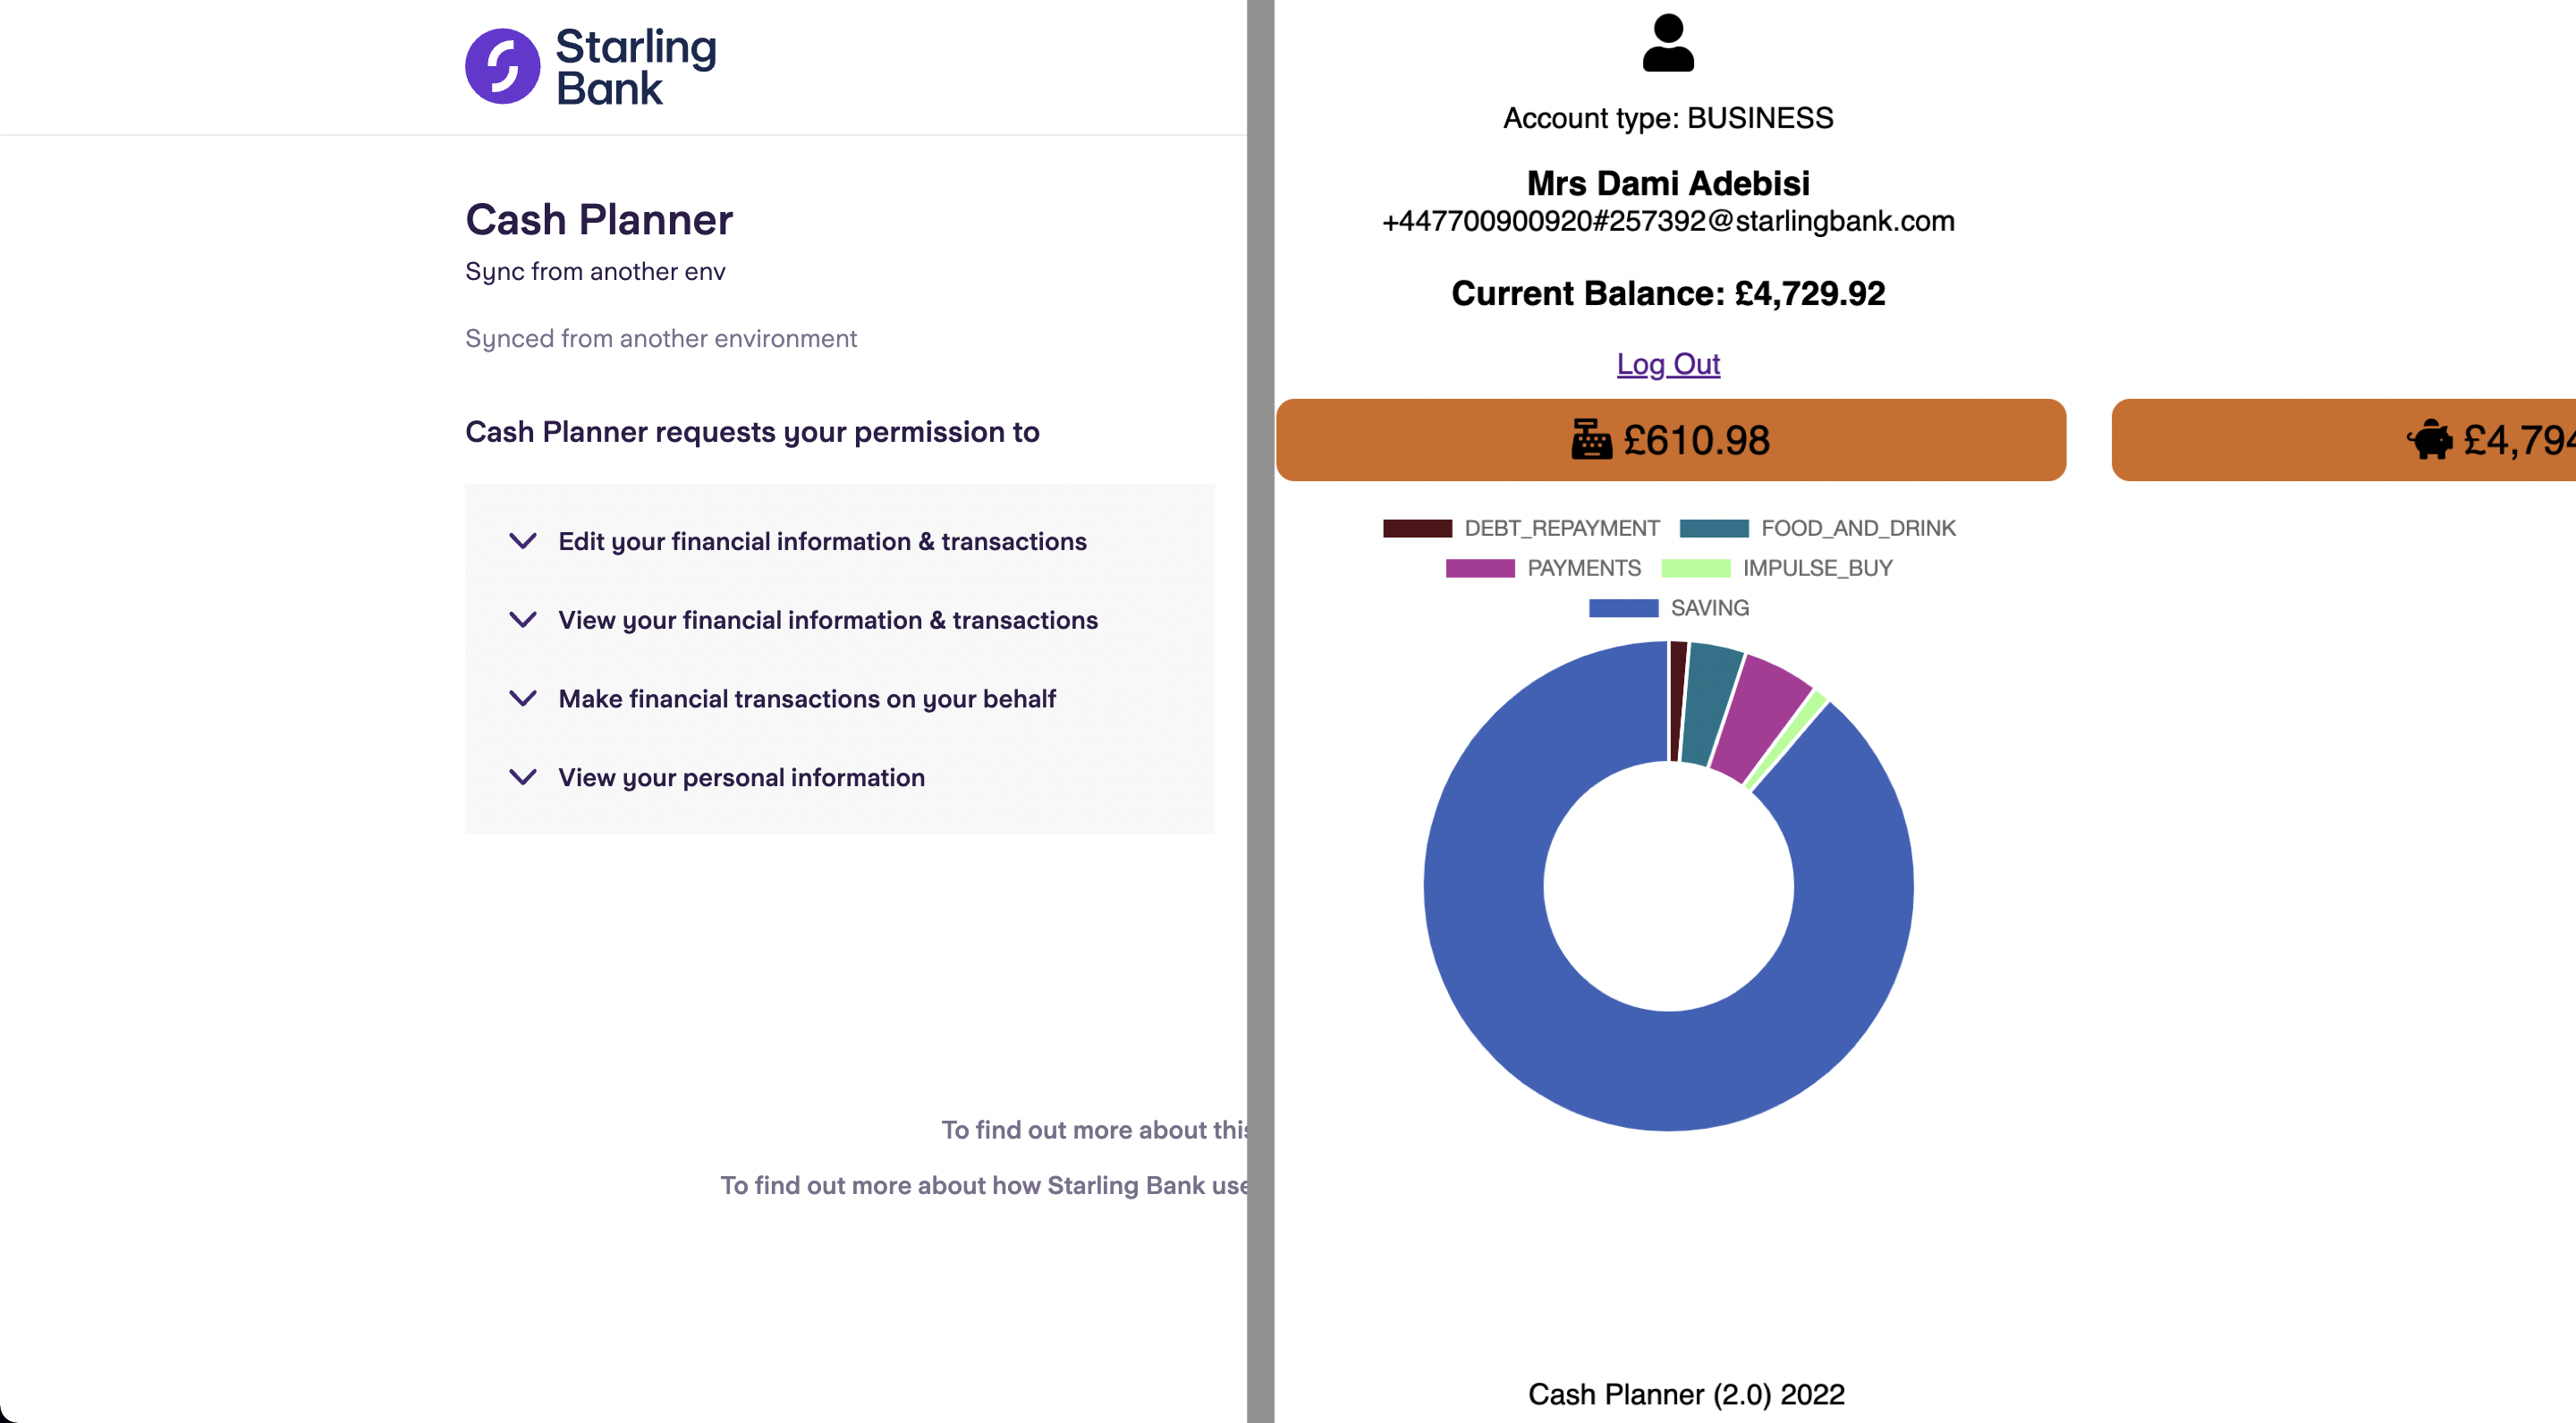 Starling
Bank
Cash Planner
Sync from another env
Synced from another environment
Cash Planner requests your permission to
Edit your financial information & transactions
View your financial information & transactions
Make financial transactions on your behalf
View your personal information
To find out more about this
To find out more about how Starling Bank use
Account type: BUSINESS
Mrs Dami Adebisi
+447700900920#257392@starlingbank.com
Current Balance: £4,729.92
Log Out
£610.98
£4,794
DEBT_REPAYMENT FOOD_AND_DRINK
PAYMENTS IMPULSE_BUY
SAVING
Cash Planner (2.0) 2022